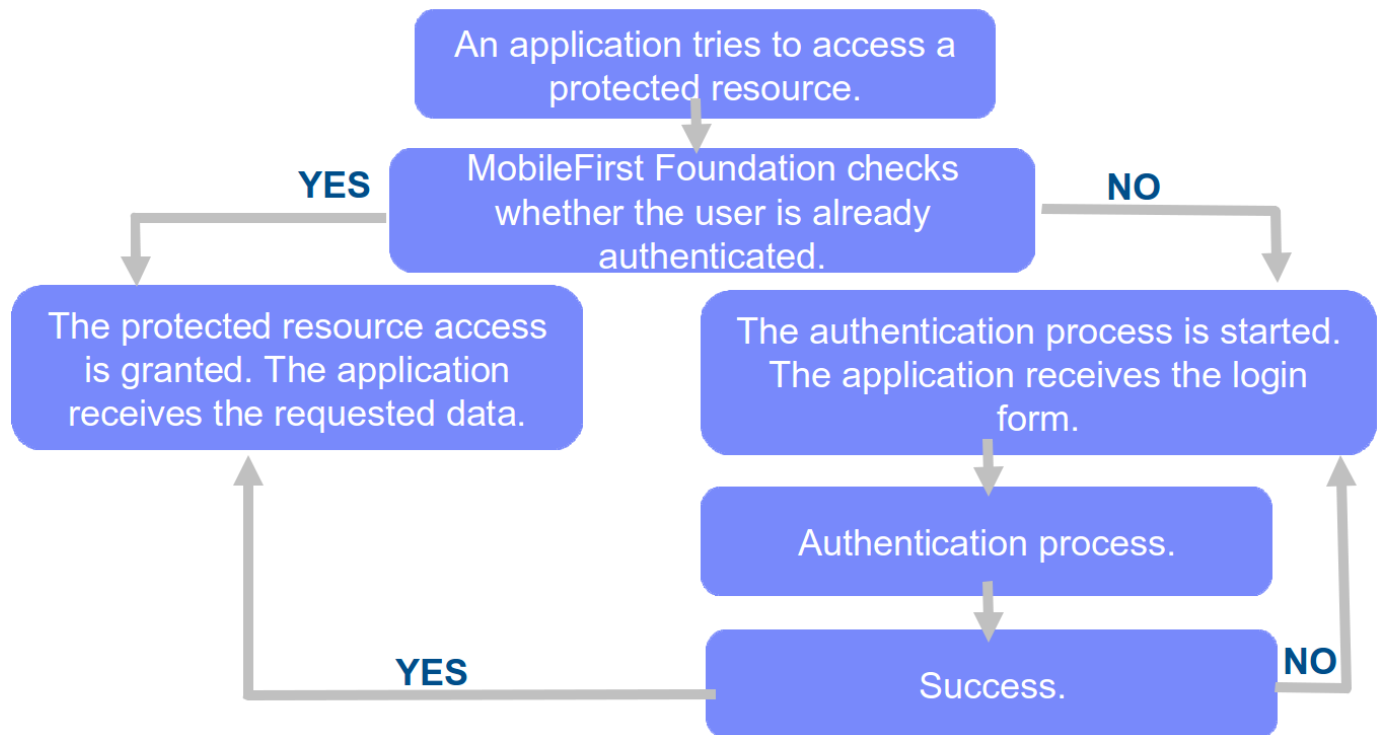 An application tries to access a
protected resource.
YES
MobileFirst Foundation checks
whether the user is already
authenticated.
NO
The protected resource access
is granted. The application
receives the requested data.
The authentication process is started.
The application receives the login
form.
Authentication process.
YES
Success.
NO